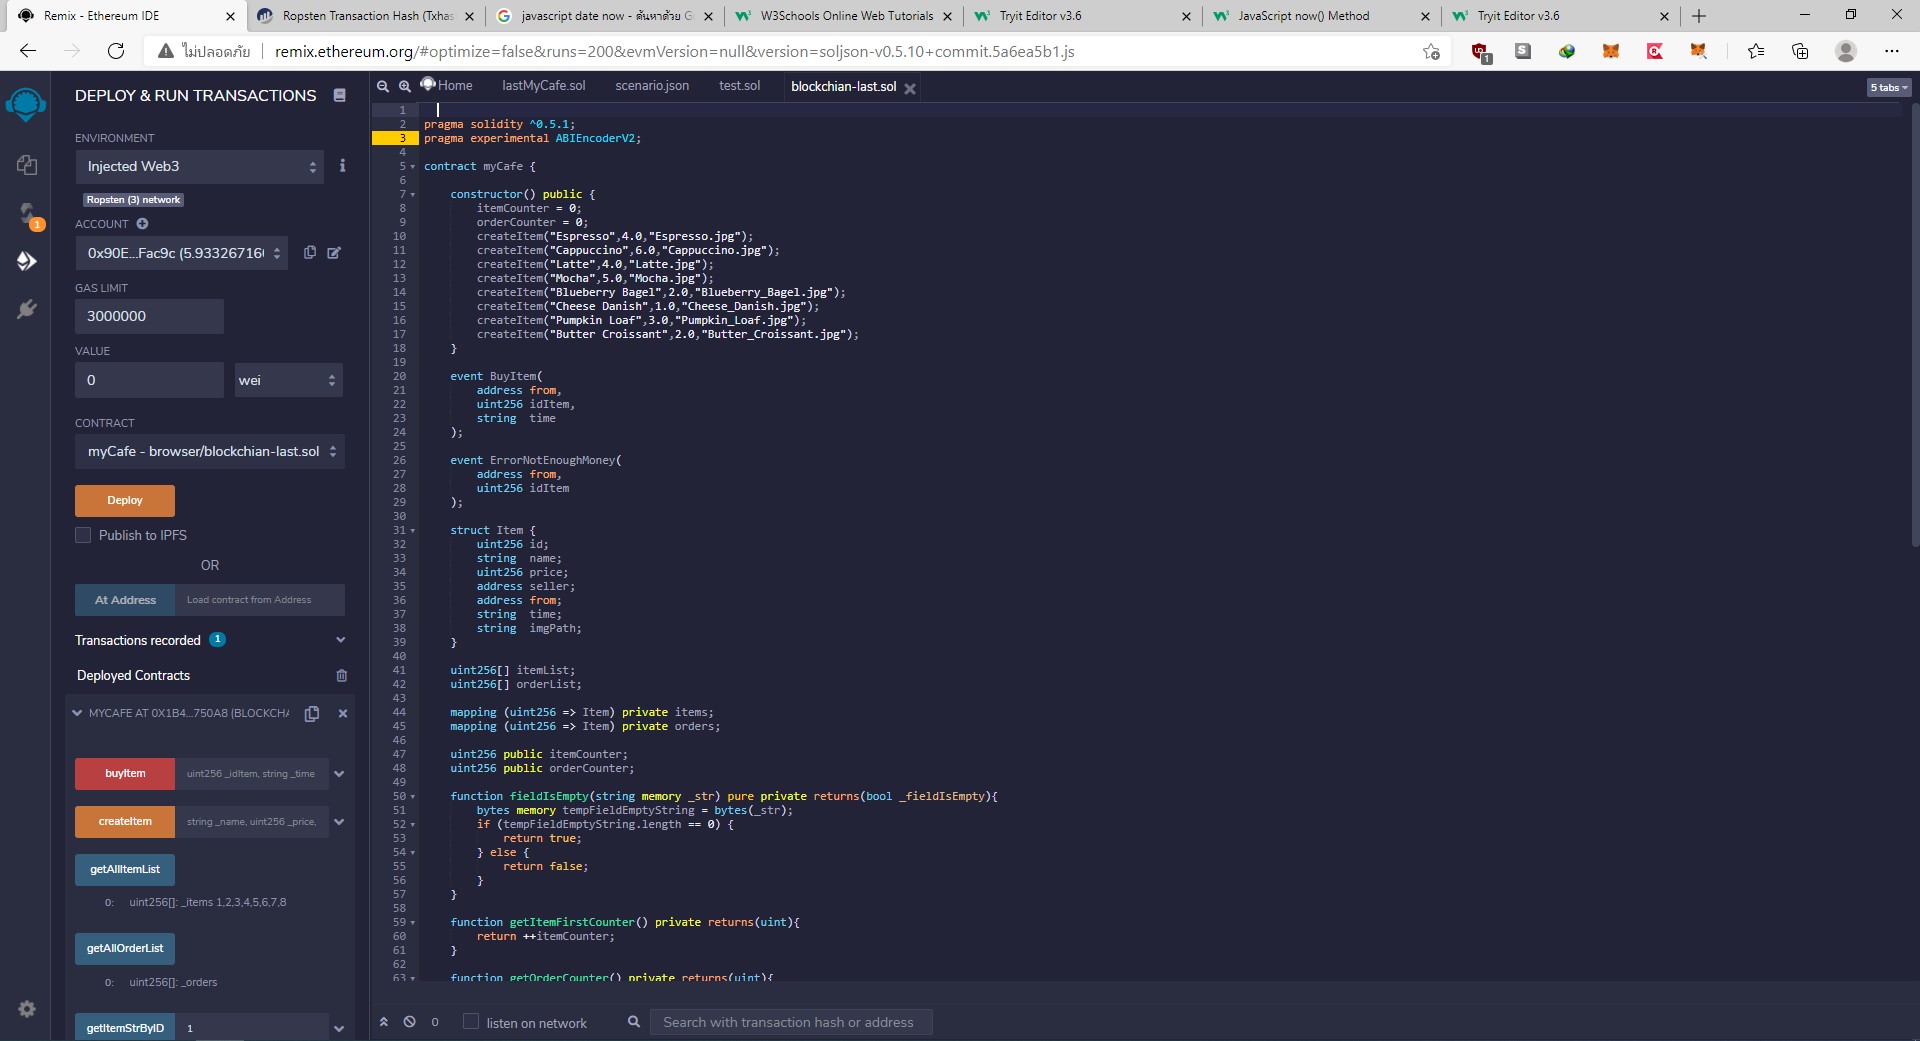 Remix - Ethereum IDE
Ropsten Transaction Hash (Txhas
javascript date now - ค้นหาด้วย G
W3Schools Online Web Tutorials
Tryit Editor v3.6
JavaScript now() Method
Tryit Editor v3.6
ไม่ปลอดภัย
remix.ethereum.org/#optimize=false&runs=200&evmVersion=null&version=soljson-v0.5.10+commit.5a6ea5b1.js
1
DEPLOY & RUN TRANSACTIONS
ENVIRONMENT
Injected Web3
Ropsten (3) network
1
ACCOUNT
0x90E...Fac9c (5.933267160
GAS LIMIT
3000000
VALUE
0
wei
CONTRACT
myCafe - browser/blockchian-last.sol
Deploy
Publish to IPFS
OR
At Address
Load contract from Address
Transactions recorded 1
Deployed Contracts
MYCAFE AT 0X1B4...750A8 (BLOCKCHA
buyItem
uint256 _idItem, string _time
createItem
string _name, uint256 _price,
getAllItemList
0: uint256[]: _items 1,2,3,4,5,6,7,8
getAllOrderList
0: uint256[]: _orders
getItemStrByID
1
Home
lastMyCafe.sol
scenario.json
test.sol
blockchian-last.sol
5 tabs
1
2 pragma solidity ^0.5.1;
3 pragma experimental ABIEncoderV2;
4
5 contract myCafe {
6
7 constructor() public {
8 itemCounter = 0;
9 orderCounter = 0;
10 createItem("Espresso",4.0,"Espresso.jpg");
11 createItem("Cappuccino",6.0,"Cappuccino.jpg");
12 createItem("Latte",4.0,"Latte.jpg");
13 createItem("Mocha",5.0,"Mocha.jpg");
14 createItem("Blueberry Bagel",2.0,"Blueberry_Bagel.jpg");
15 createItem("Cheese Danish",1.0,"Cheese_Danish.jpg");
16 createItem("Pumpkin Loaf",3.0,"Pumpkin_Loaf.jpg");
17 createItem("Butter Croissant",2.0,"Butter_Croissant.jpg");
18 }
19
20 event BuyItem(
21 address from,
22 uint256 idItem,
23 string time
24 );
25
26 event ErrorNotEnoughMoney(
27 address from,
28 uint256 idItem
29 );
30
31 struct Item {
32 uint256 id;
33 string name;
34 uint256 price;
35 address seller;
36 address from;
37 string time;
38 string imgPath;
39 }
40
41 uint256[] itemList;
42 uint256[] orderList;
43
44 mapping (uint256 => Item) private items;
45 mapping (uint256 => Item) private orders;
46
47 uint256 public itemCounter;
48 uint256 public orderCounter;
49
50 function fieldIsEmpty(string memory _str) pure private returns(bool _fieldIsEmpty){
51 bytes memory tempFieldEmptyString = bytes(_str);
52 if (tempFieldEmptyString.length == 0) {
53 return true;
54 } else {
55 return false;
56 }
57 }
58
59 function getItemFirstCounter() private returns(uint){
60 return ++itemCounter;
61 }
62
63 function getOrderCounter() private returns(uint){
0
listen on network
Search with transaction hash or address